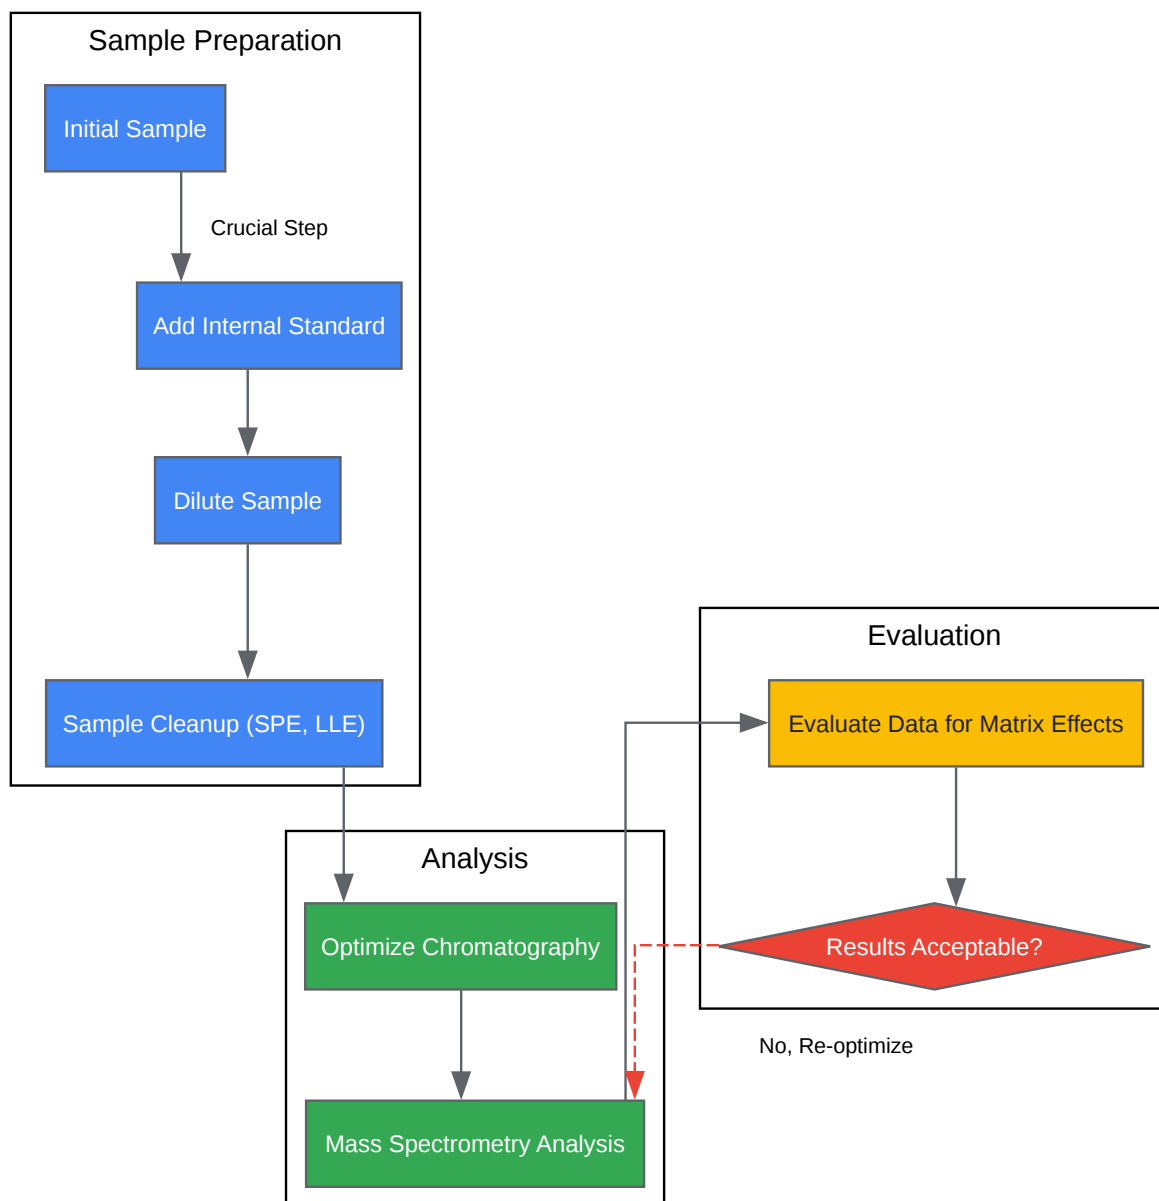 Sample Preparation
Initial Sample
Crucial Step
Add Internal Standard
Dilute Sample
Sample Cleanup (SPE, LLE)
Analysis
Optimize Chromatography
Mass Spectrometry Analysis
Evaluation
Evaluate Data for Matrix Effects
Results Acceptable?
No, Re-optimize